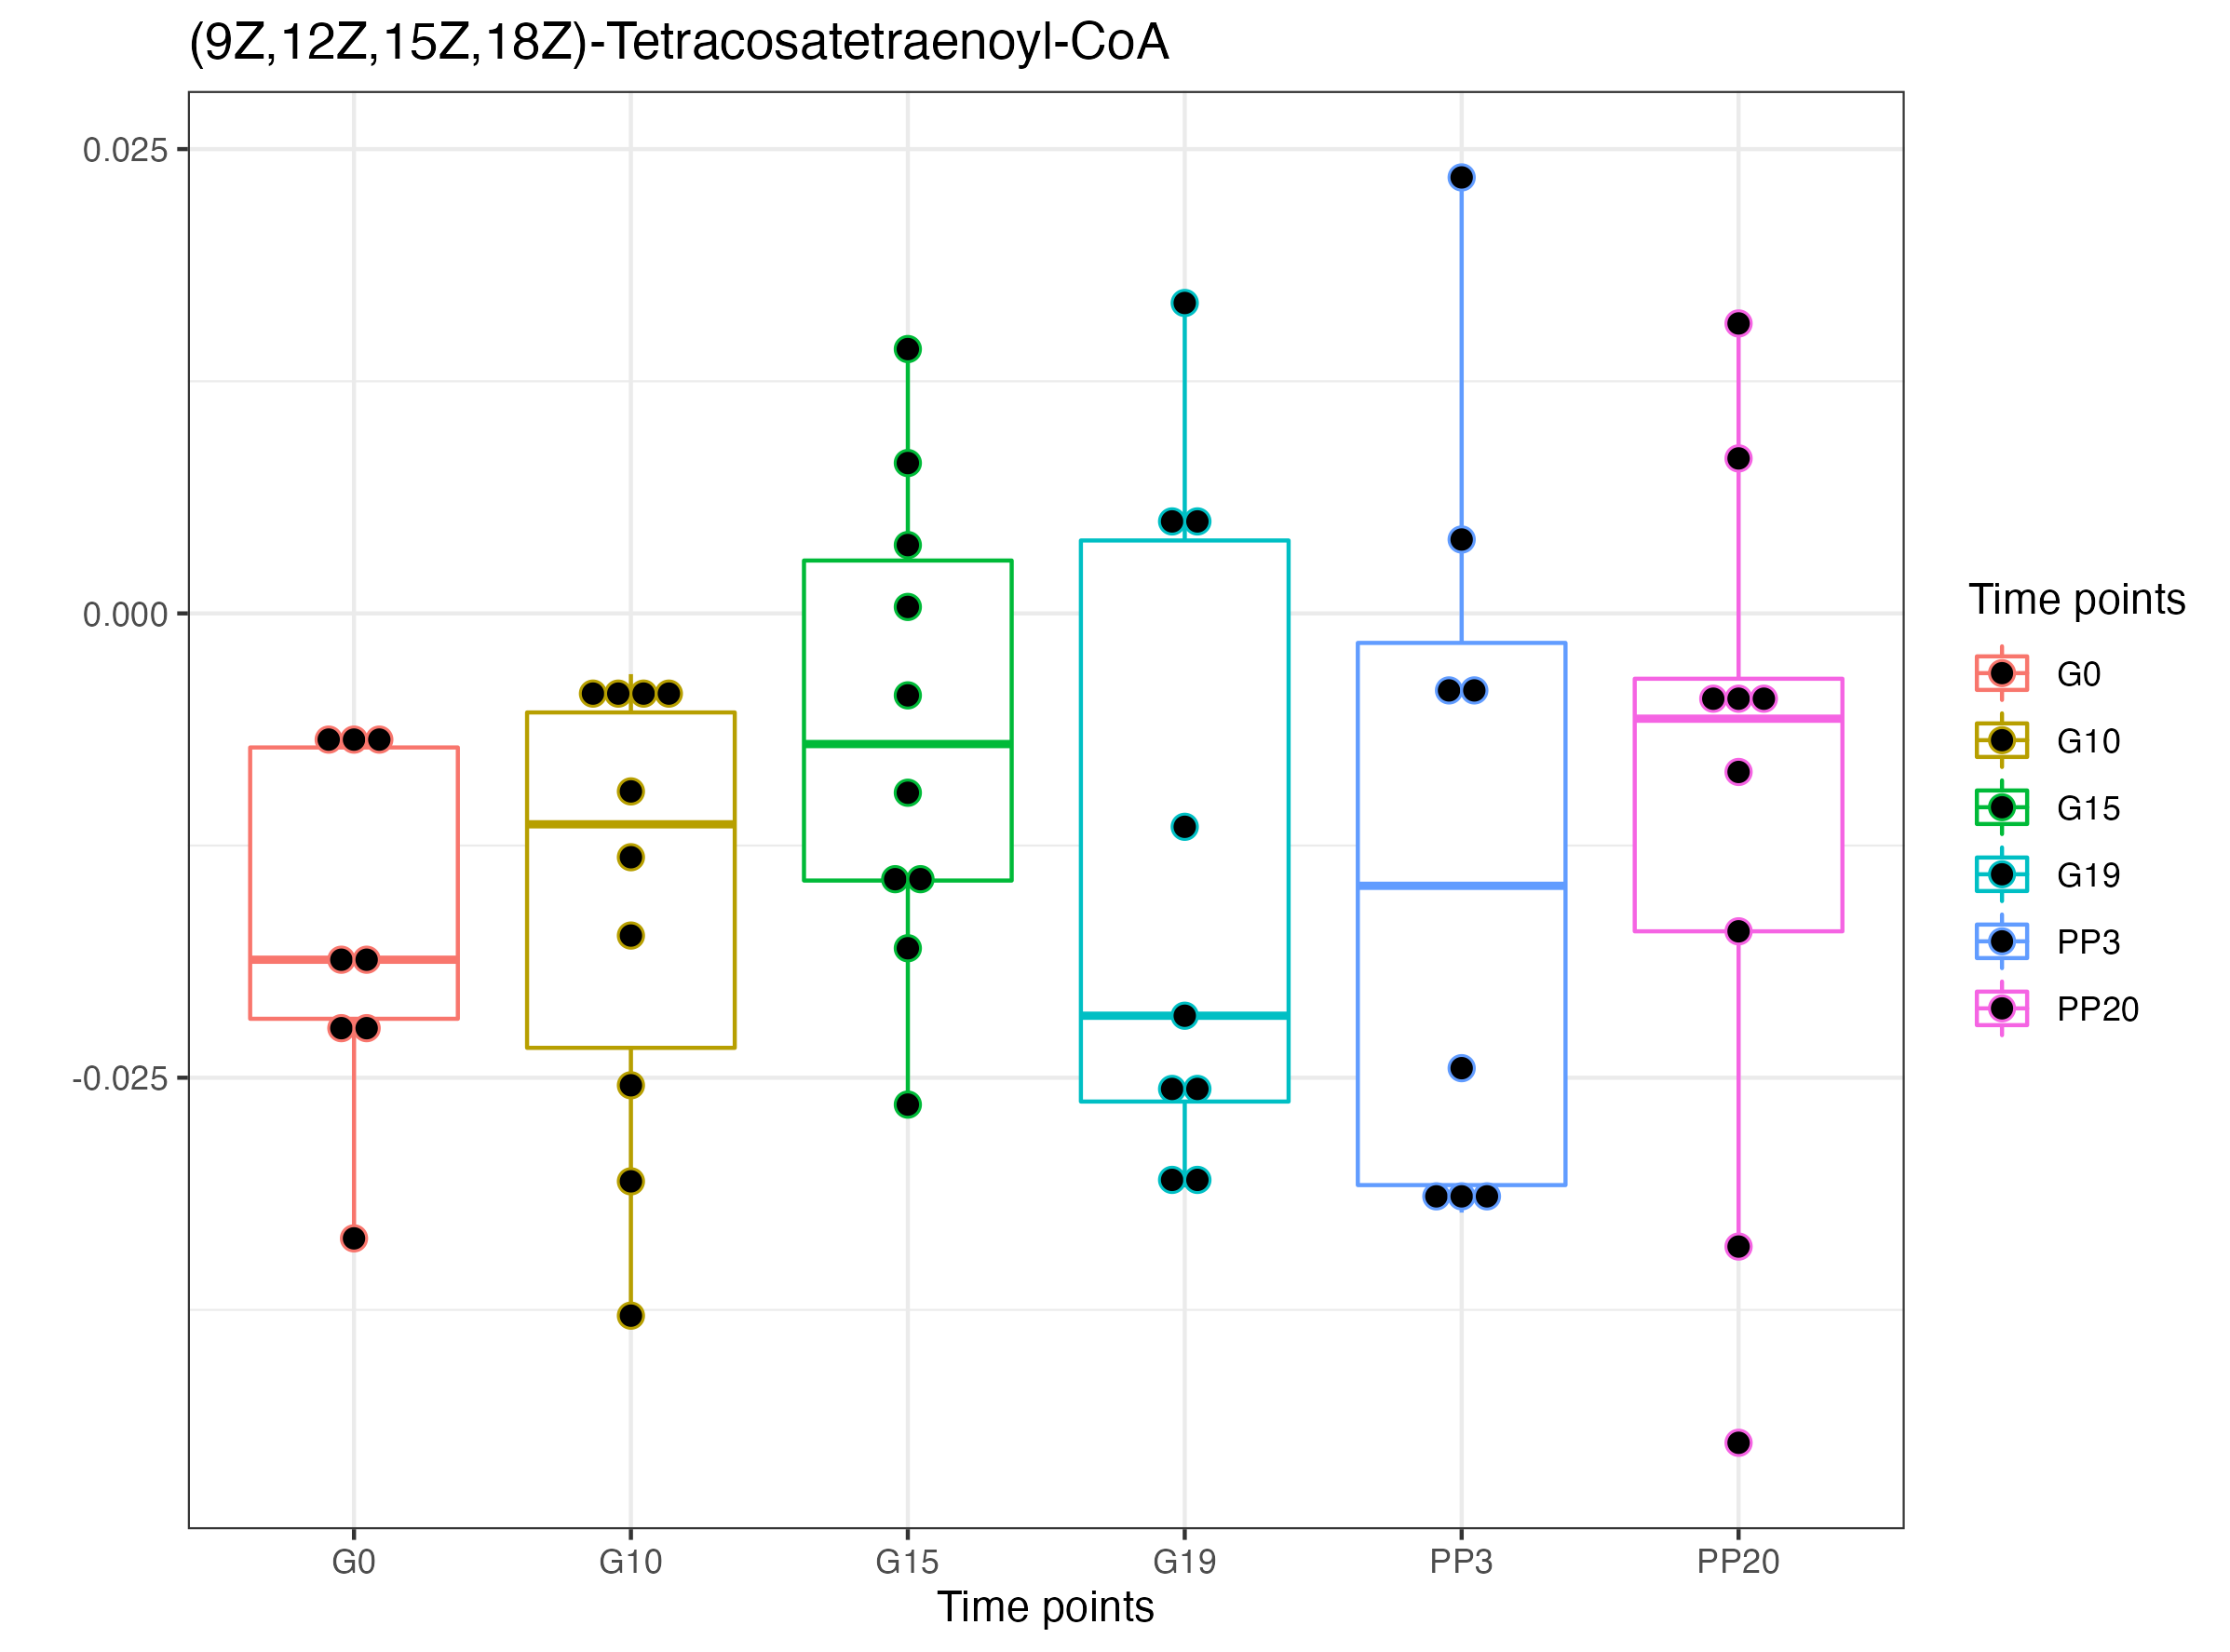 (9Z,12Z,15Z,18Z)-Tetracosatetraenoyl-CoA
0.025
0.000
-0.025
G0 G10 G15 G19 PP3 PP20
Time points
Time points
G0
G10
G15
G19
PP3
PP20